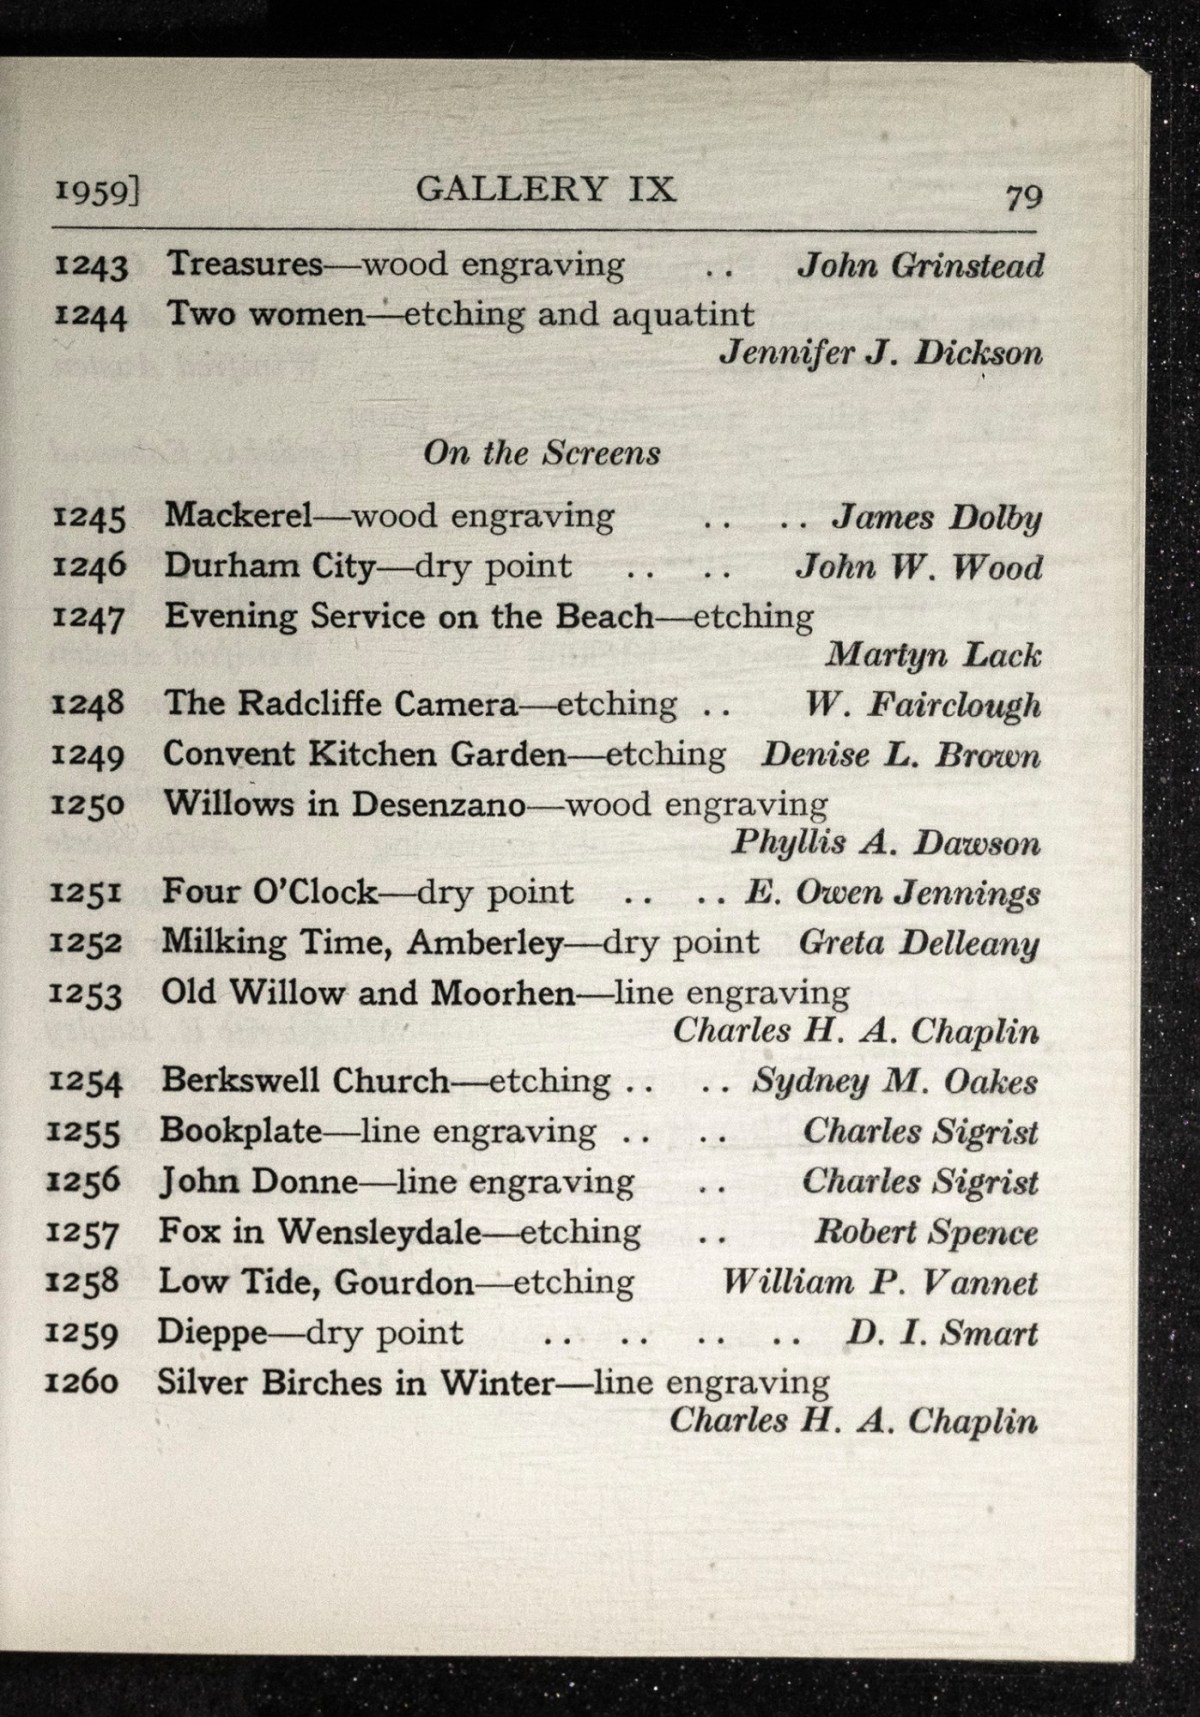 1959] GALLERY IX 79
1243 Treasures—wood engraving .. John Grinstead
1244 Two women—etching and aquatint
Jennifer J. Dickson
On the Screens
1245 Mackerel—wood engraving .. .. James Dolby
1246 Durham City—dry point .. .. John W. Wood
1247 Evening Service on the Beach—etching
Martyn Lack
1248 The Radcliffe Camera—etching .. W. Fairclough
1249 Convent Kitchen Garden—etching Denise L. Brown
1250 Willows in Desenzano—wood engraving
Phyllis A. Dawson
1251 Four O'Clock—dry point .. .. E. Owen Jennings
1252 Milking Time, Amberley—dry point Greta Delleany
1253 Old Willow and Moorhen—line engraving
Charles H. A. Chaplin
1254 Berkswell Church—etching .. .. Sydney M. Oakes
1255 Bookplate—line engraving .. .. Charles Sigrist
1256 John Donne—line engraving .. Charles Sigrist
1257 Fox in Wensleydale—etching .. Robert Spence
1258 Low Tide, Gourdon—etching William P. Vannet
1259 Dieppe—dry point .. .. .. .. D. I. Smart
1260 Silver Birches in Winter—line engraving
Charles H. A. Chaplin